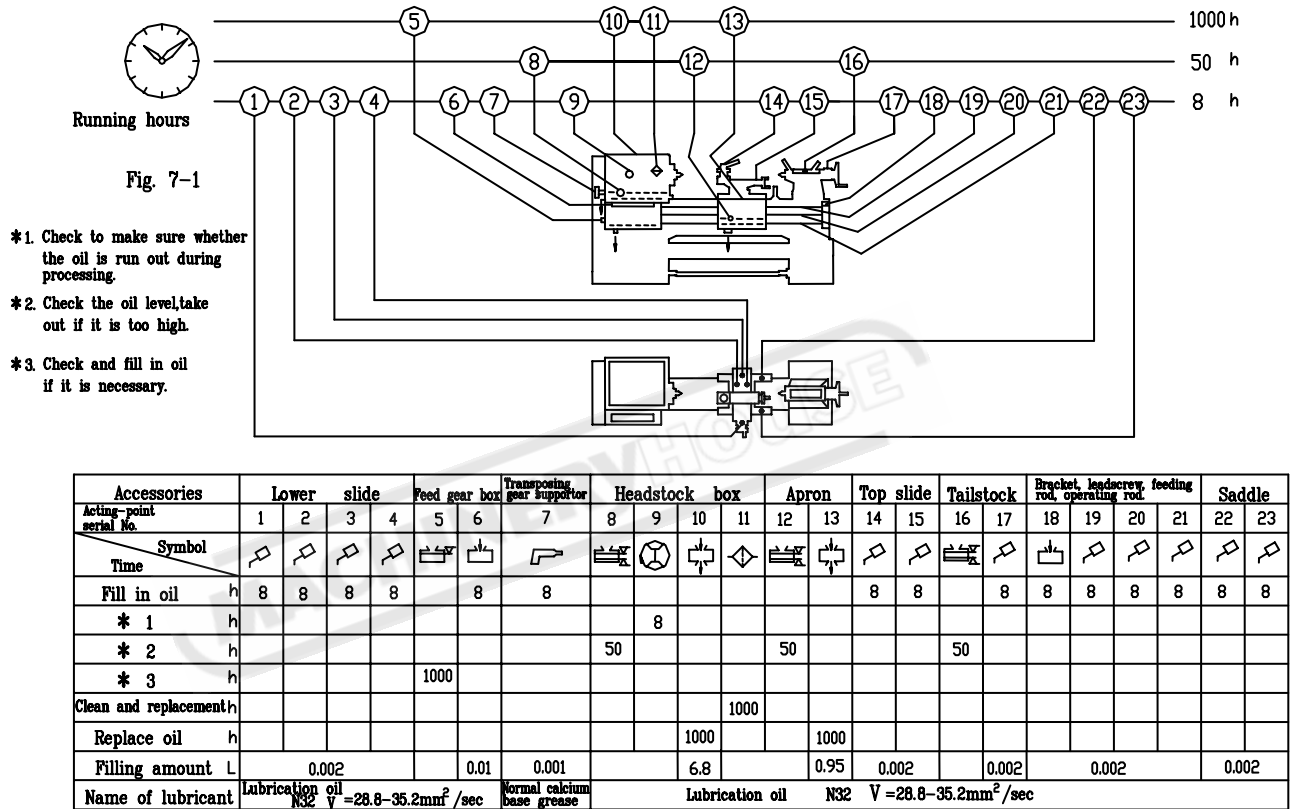 5 10 11 13 1000 h
8 12 16 50 h
1 2 3 4 6 7 9 14 15 17 18 19 20 21 22 23 8 h
Running hours
Fig. 7-1
*1. Check to make sure whether
the oil is run out during
processing.
*2. Check the oil level,take
out if it is too high.
*3. Check and fill in oil
if it is necessary.
MACHINERYHOUSE
Accessories Lower slide Feed gear box Transposing gear supportor Headstock box Apron Top slide Tailstock Bracket, leadscrew, feeding rod, operating rod. Saddle
Acting-point serial No. 1 2 3 4 5 6 7 8 9 10 11 12 13 14 15 16 17 18 19 20 21 22 23
Symbol
Time
Fill in oil h 8 8 8 8 8 8 8 8 8 8 8 8 8 8 8
* 1 h 8
* 2 h 50 50 50
* 3 h 1000
Clean and replacement h 1000
Replace oil h 1000 1000
Filling amount L 0.002 0.01 0.001 6.8 0.95 0.002 0.002 0.002 0.002
Name of lubricant Lubrication oil N32 V =28.8-35.2mm²/sec Normal calcium base grease Lubrication oil N32 V =28.8-35.2mm²/sec